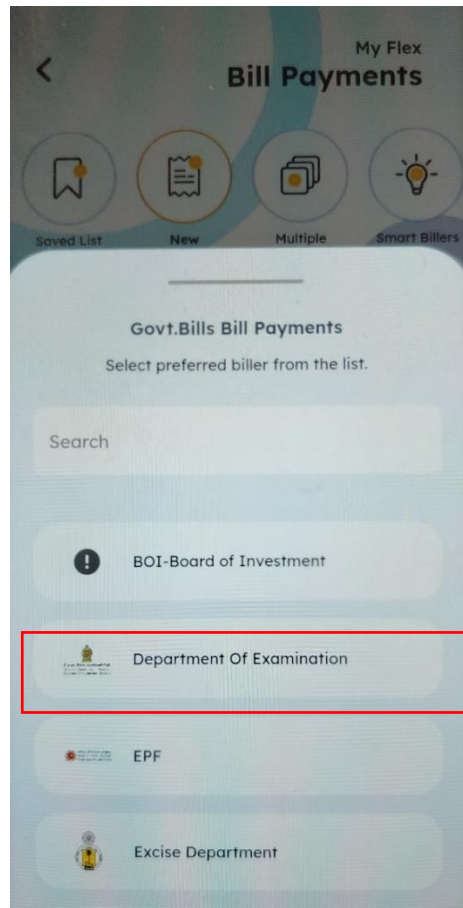 My Flex
Bill Payments
Saved List New Multiple Smart Billers
Govt.Bills Bill Payments
Select preferred biller from the list.
Search
BOI-Board of Investment
Department Of Examination
EPF
Excise Department